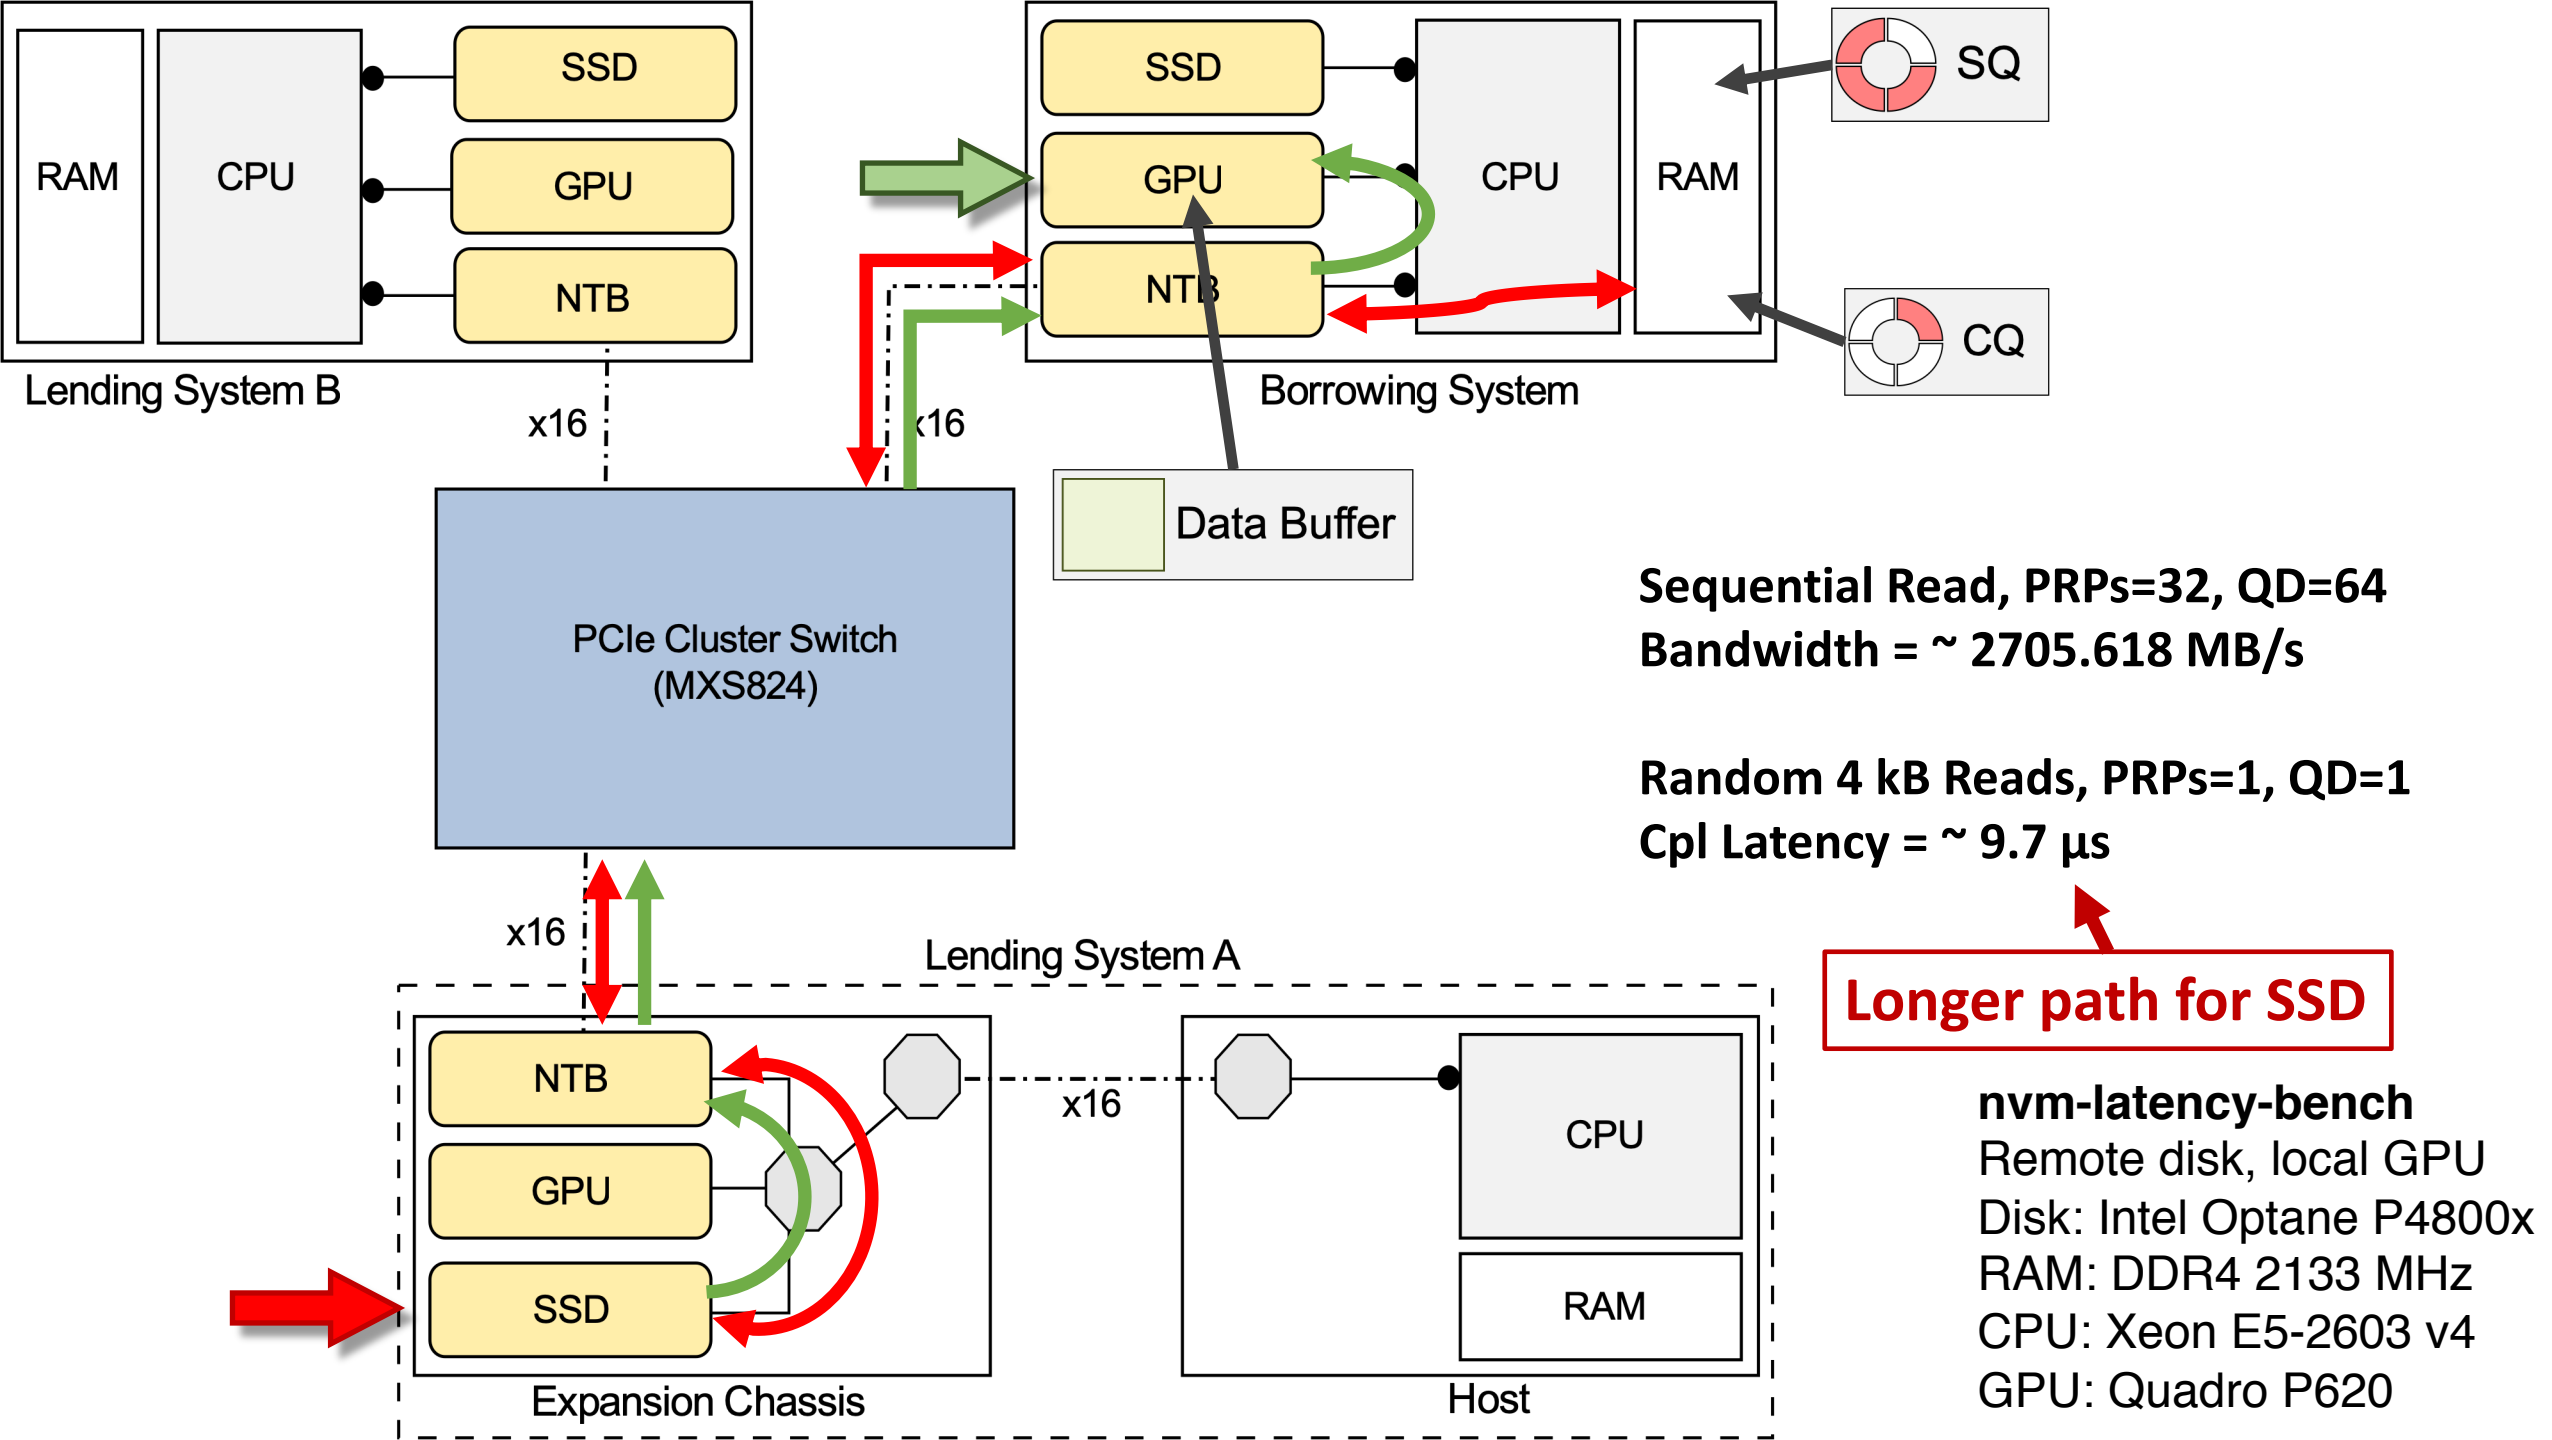 SSD
RAM
CPU
GPU
NTB
Lending System B
x16
SSD
GPU
NTB
CPU
RAM
Borrowing System
x16
SQ
CQ
Data Buffer
PCIe Cluster Switch
(MXS824)
Sequential Read, PRPs=32, QD=64
Bandwidth = ~ 2705.618 MB/s
Random 4 kB Reads, PRPs=1, QD=1
Cpl Latency = ~ 9.7 µs
Longer path for SSD
x16
Lending System A
NTB
GPU
SSD
Expansion Chassis
x16
CPU
RAM
Host
nvm-latency-bench
Remote disk, local GPU
Disk: Intel Optane P4800x
RAM: DDR4 2133 MHz
CPU: Xeon E5-2603 v4
GPU: Quadro P620